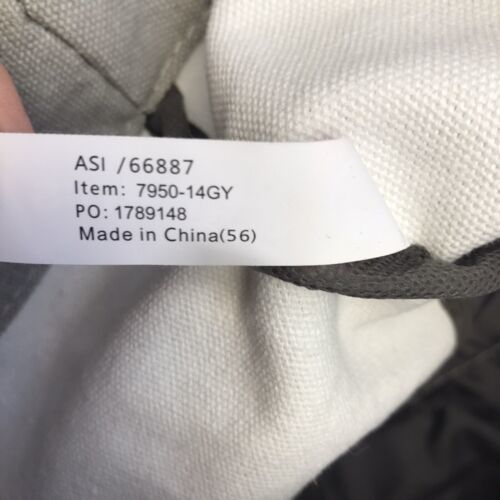 ASI /66887
Item: 7950-14GY
PO: 1789148
Made in China(56)